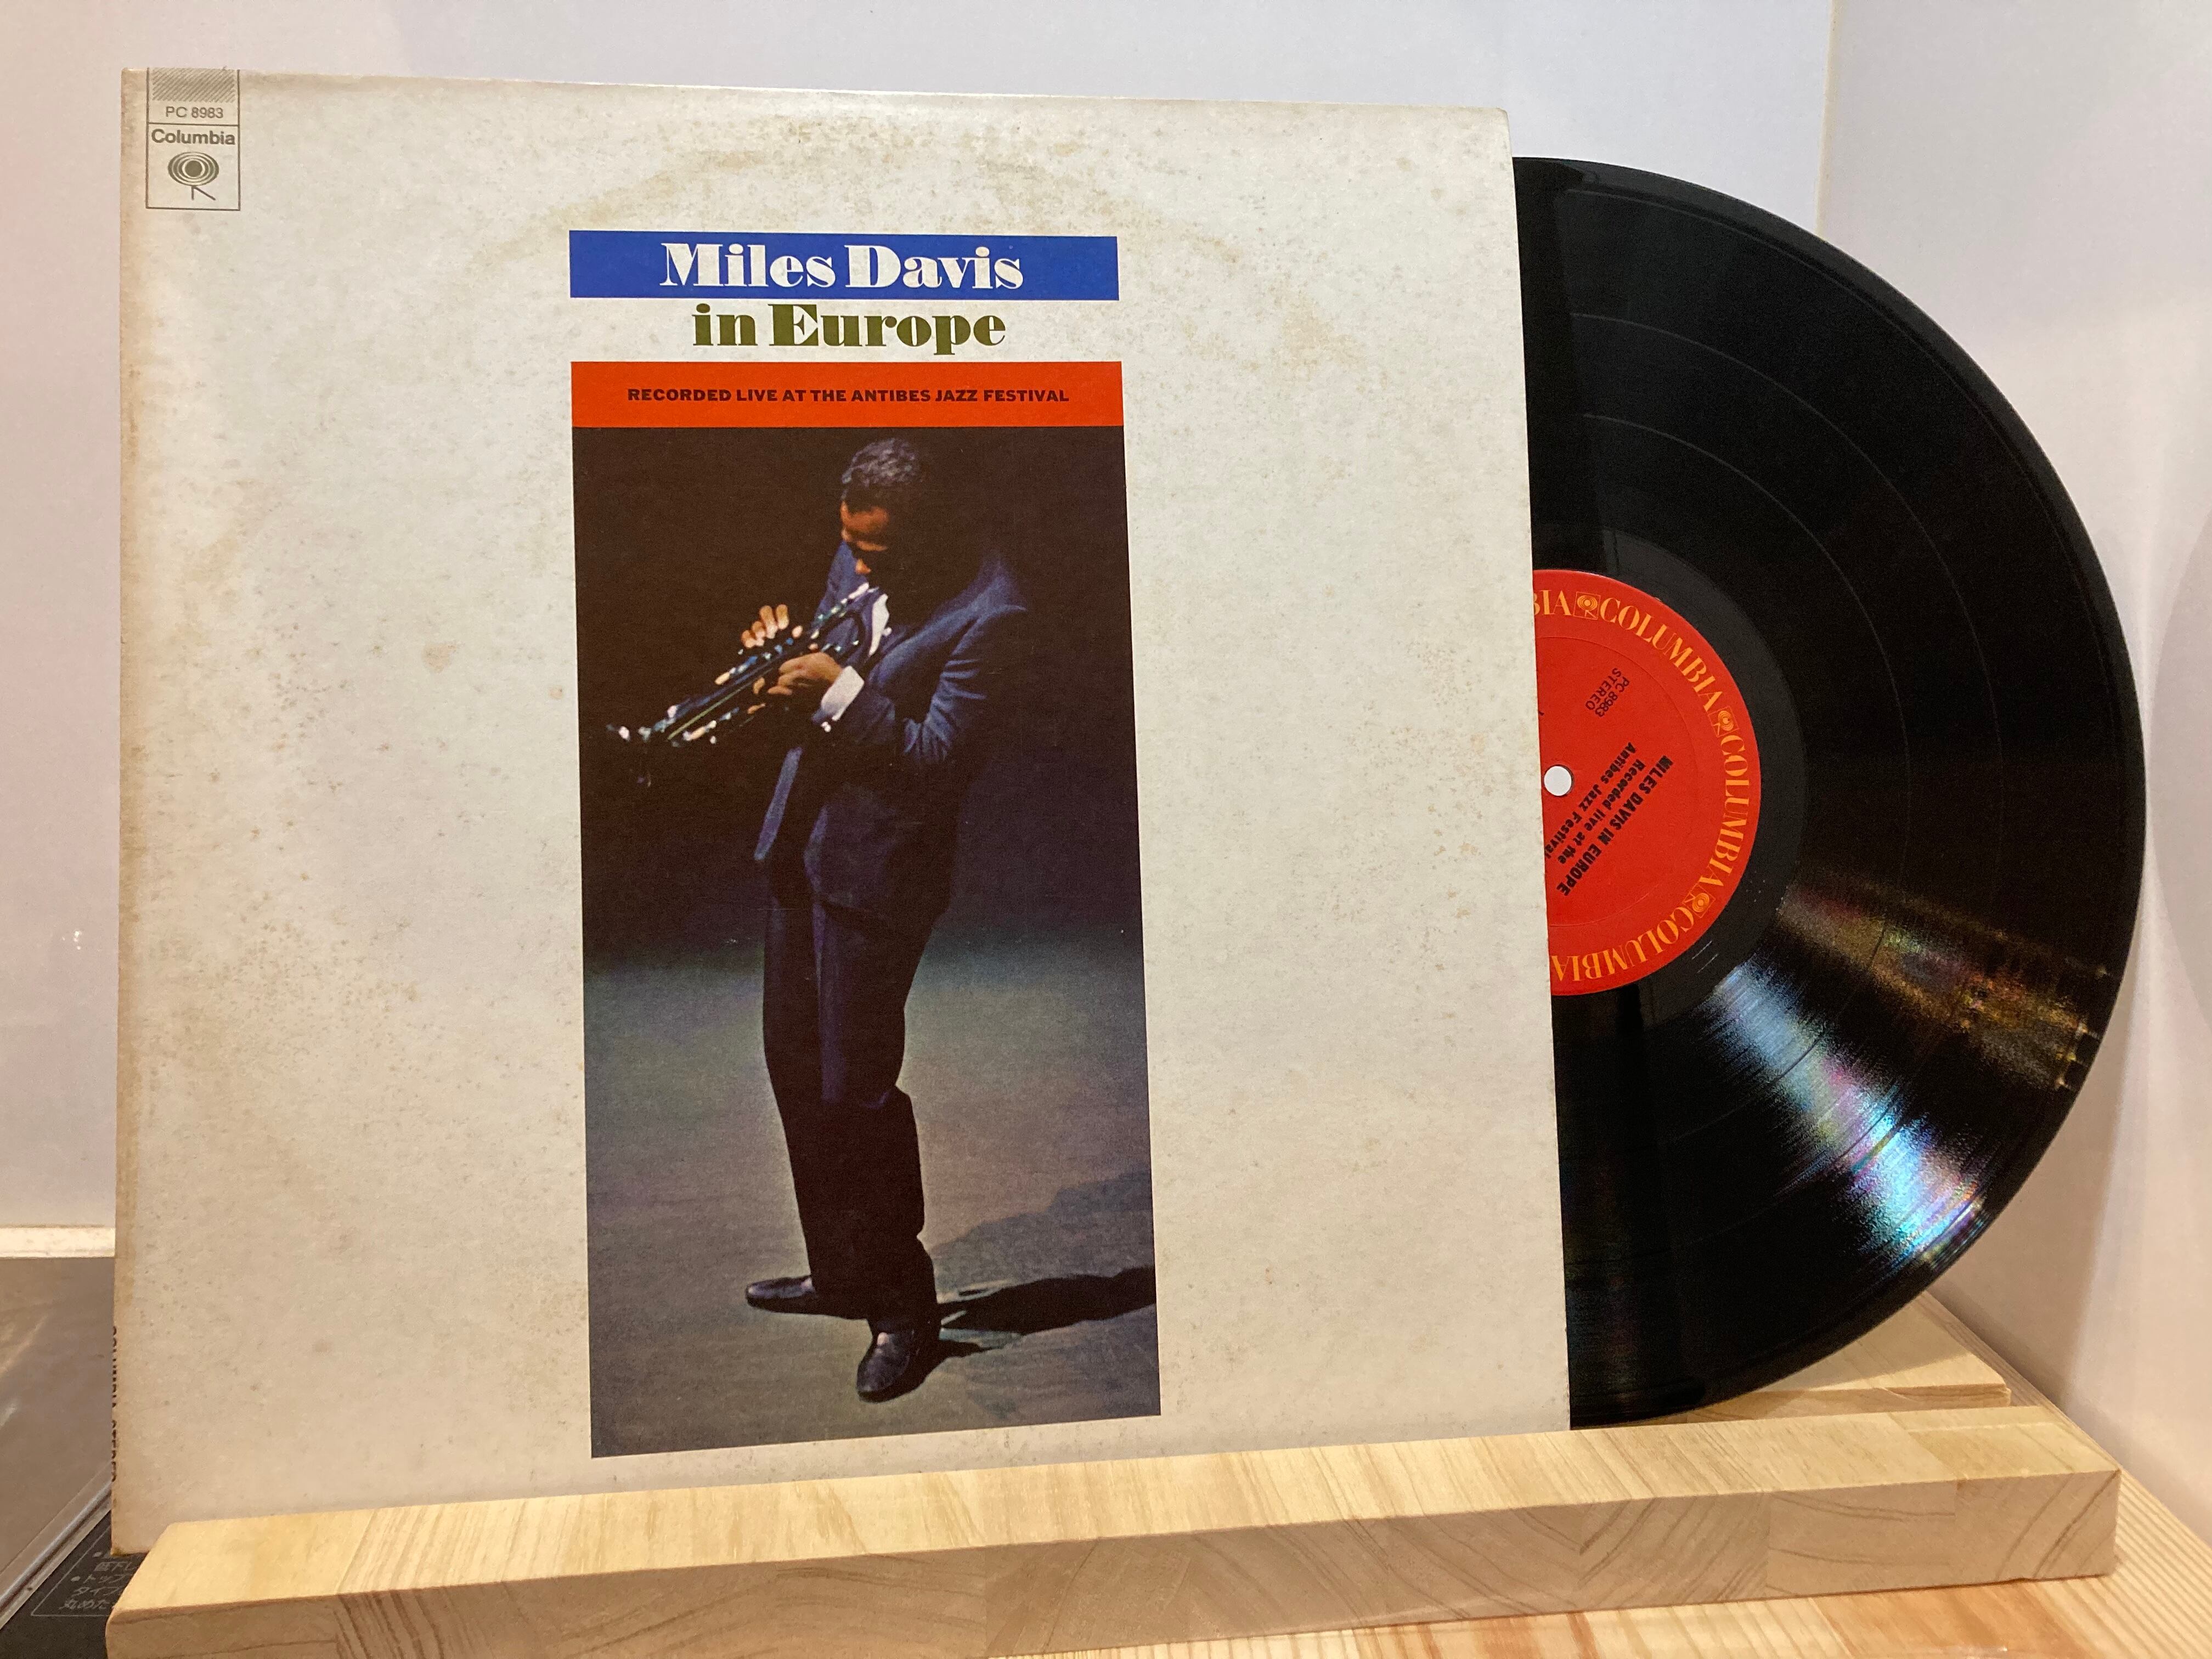 PC 8983
Columbia
Miles Davis
in Europe
RECORDED LIVE AT THE ANTIBES JAZZ FESTIVAL
COLUMBIA COLUMBIA COLUMBIA COLUMBIA
PC 8983
STEREO
MILES DAVIS IN EUROPE
Recorded live at the
Antibes Jazz Festival